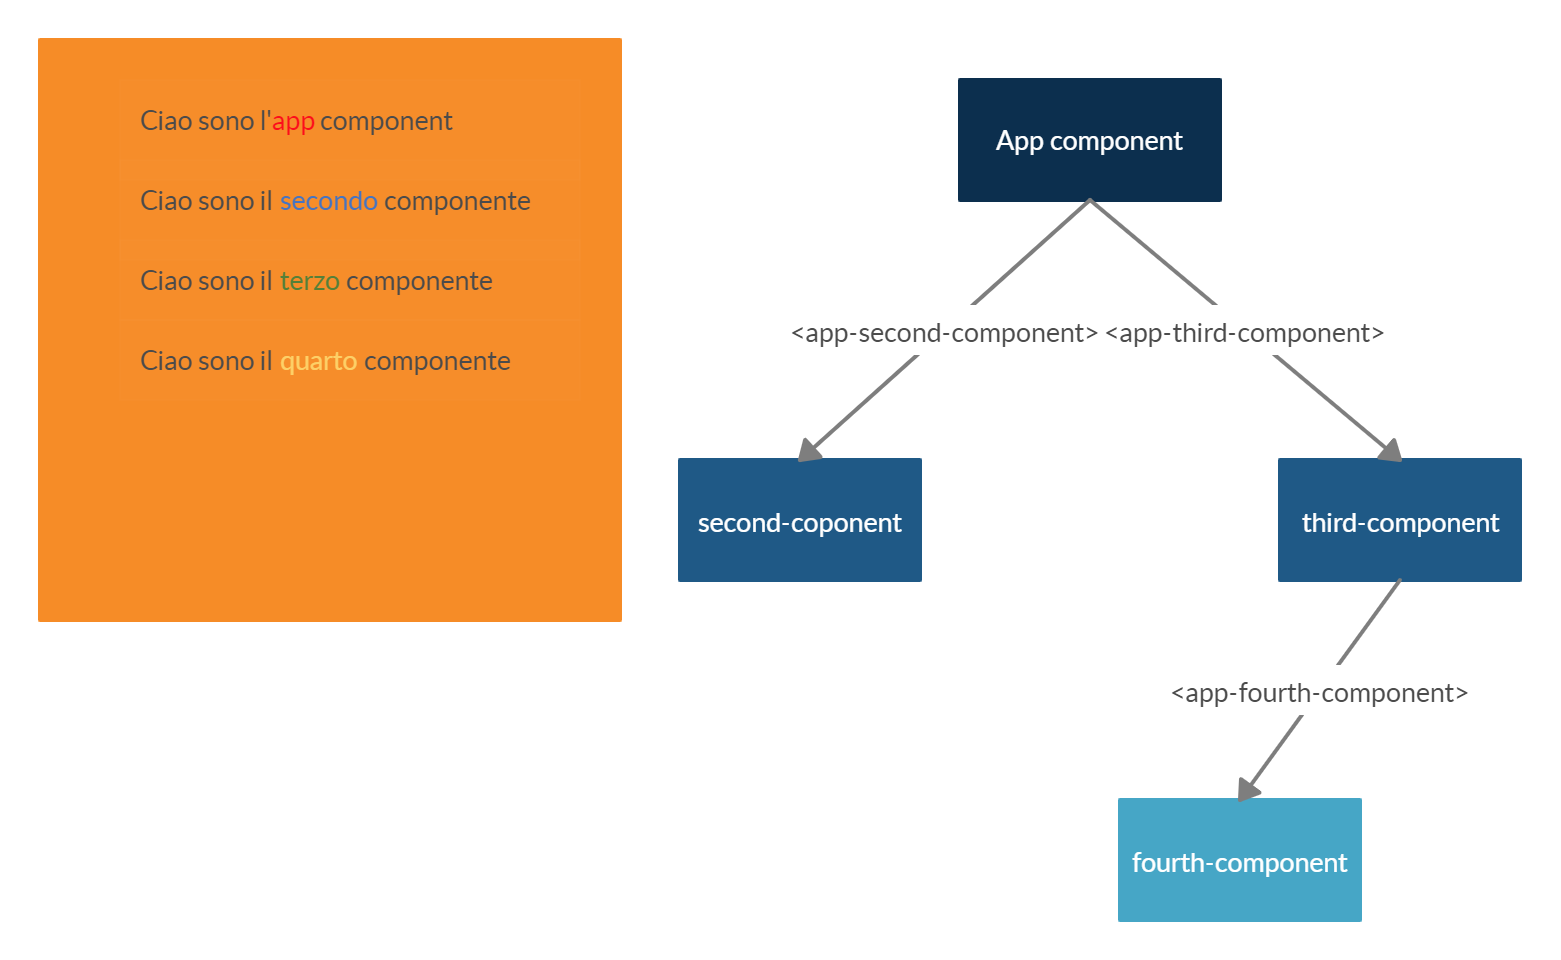 Ciao sono l'app component
Ciao sono il secondo componente
Ciao sono il terzo componente
Ciao sono il quarto componente
App component
<app-second-component> <app-third-component>
second-coponent
third-component
<app-fourth-component>
fourth-component